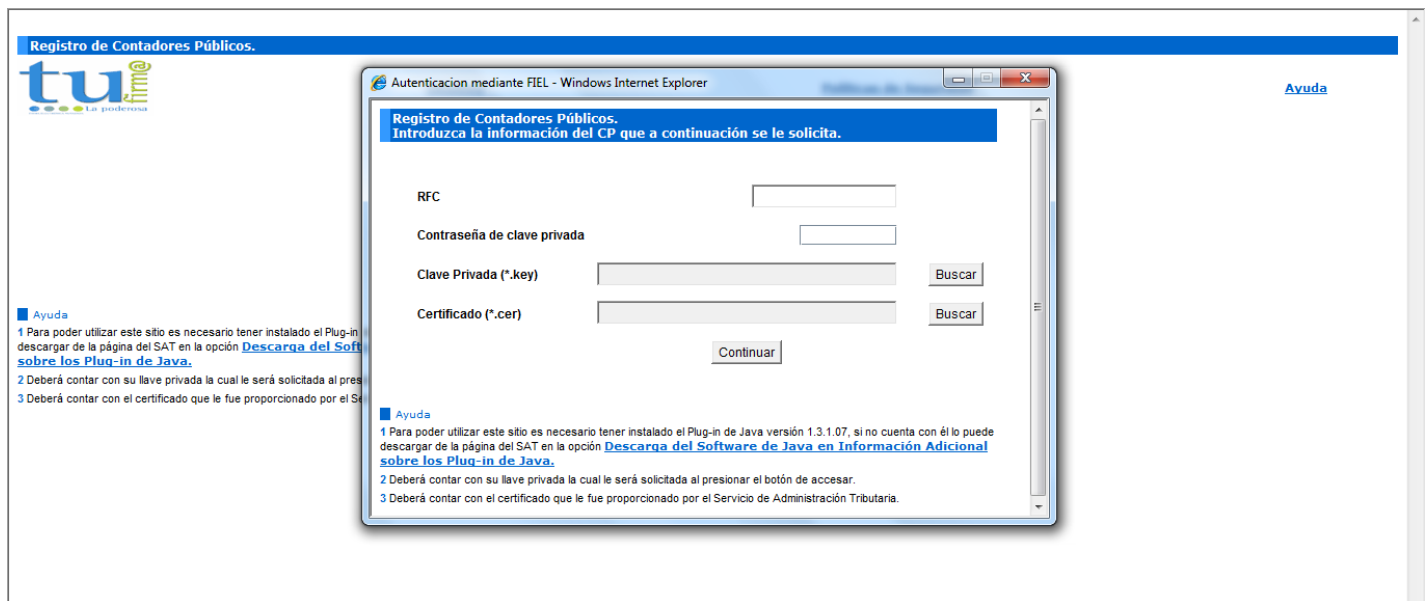 Registro de Contadores Públicos.
tu firm@
La poderosa
Ayuda
Autenticacion mediante FIEL - Windows Internet Explorer
Registro de Contadores Públicos.
Introduzca la información del CP que a continuación se le solicita.
RFC
Contraseña de clave privada
Clave Privada (*.key)
Buscar
Certificado (*.cer)
Buscar
Continuar
Ayuda
1 Para poder utilizar este sitio es necesario tener instalado el Plug-in de Java versión 1.3.1.07, si no cuenta con él lo puede
descargar de la página del SAT en la opción Descarga del Software de Java en Información Adicional
sobre los Plug-in de Java.
2 Deberá contar con su llave privada la cual le será solicitada al presionar el botón de accesar.
3 Deberá contar con el certificado que le fue proporcionado por el Servicio de Administración Tributaria.
Ayuda
1 Para poder utilizar este sitio es necesario tener instalado el Plug-in
descargar de la página del SAT en la opción Descarga del Soft
sobre los Plug-in de Java.
2 Deberá contar con su llave privada la cual le será solicitada al pres
3 Deberá contar con el certificado que le fue proporcionado por el Se